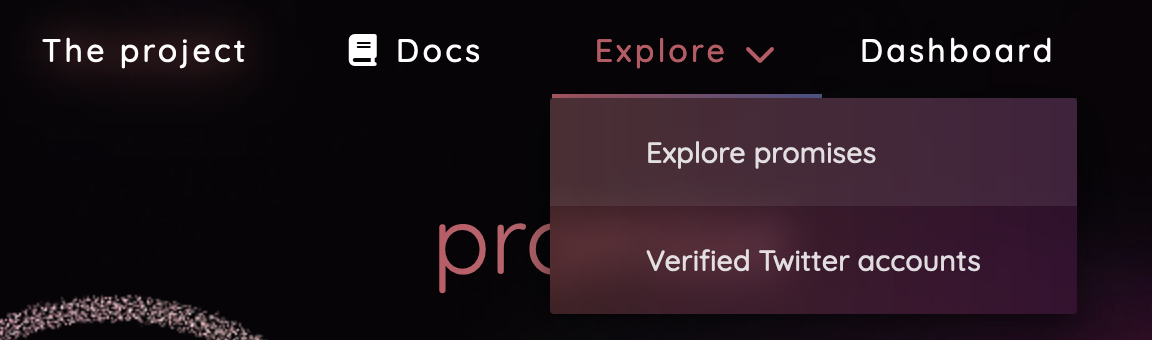 The project
Docs
Explore
Dashboard
Explore promises
Verified Twitter accounts